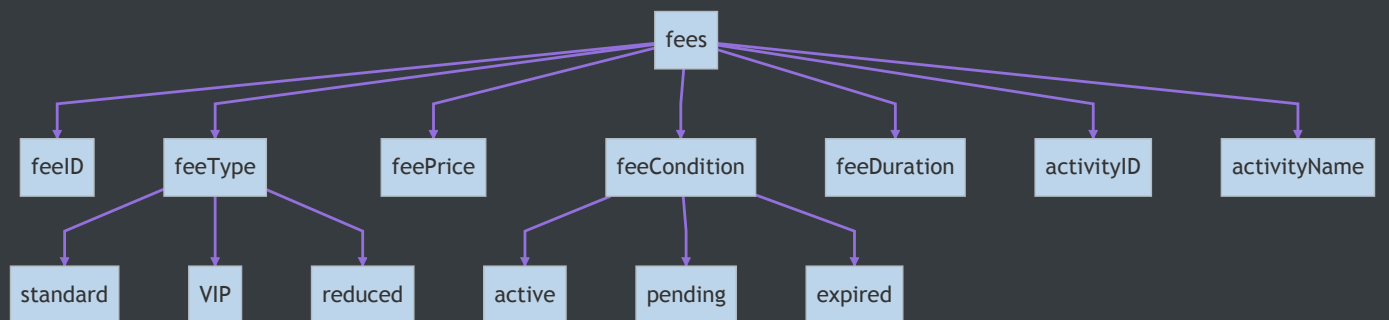 fees
feeID
feeType
feePrice
feeCondition
feeDuration
activityID
activityName
standard
VIP
reduced
active
pending
expired